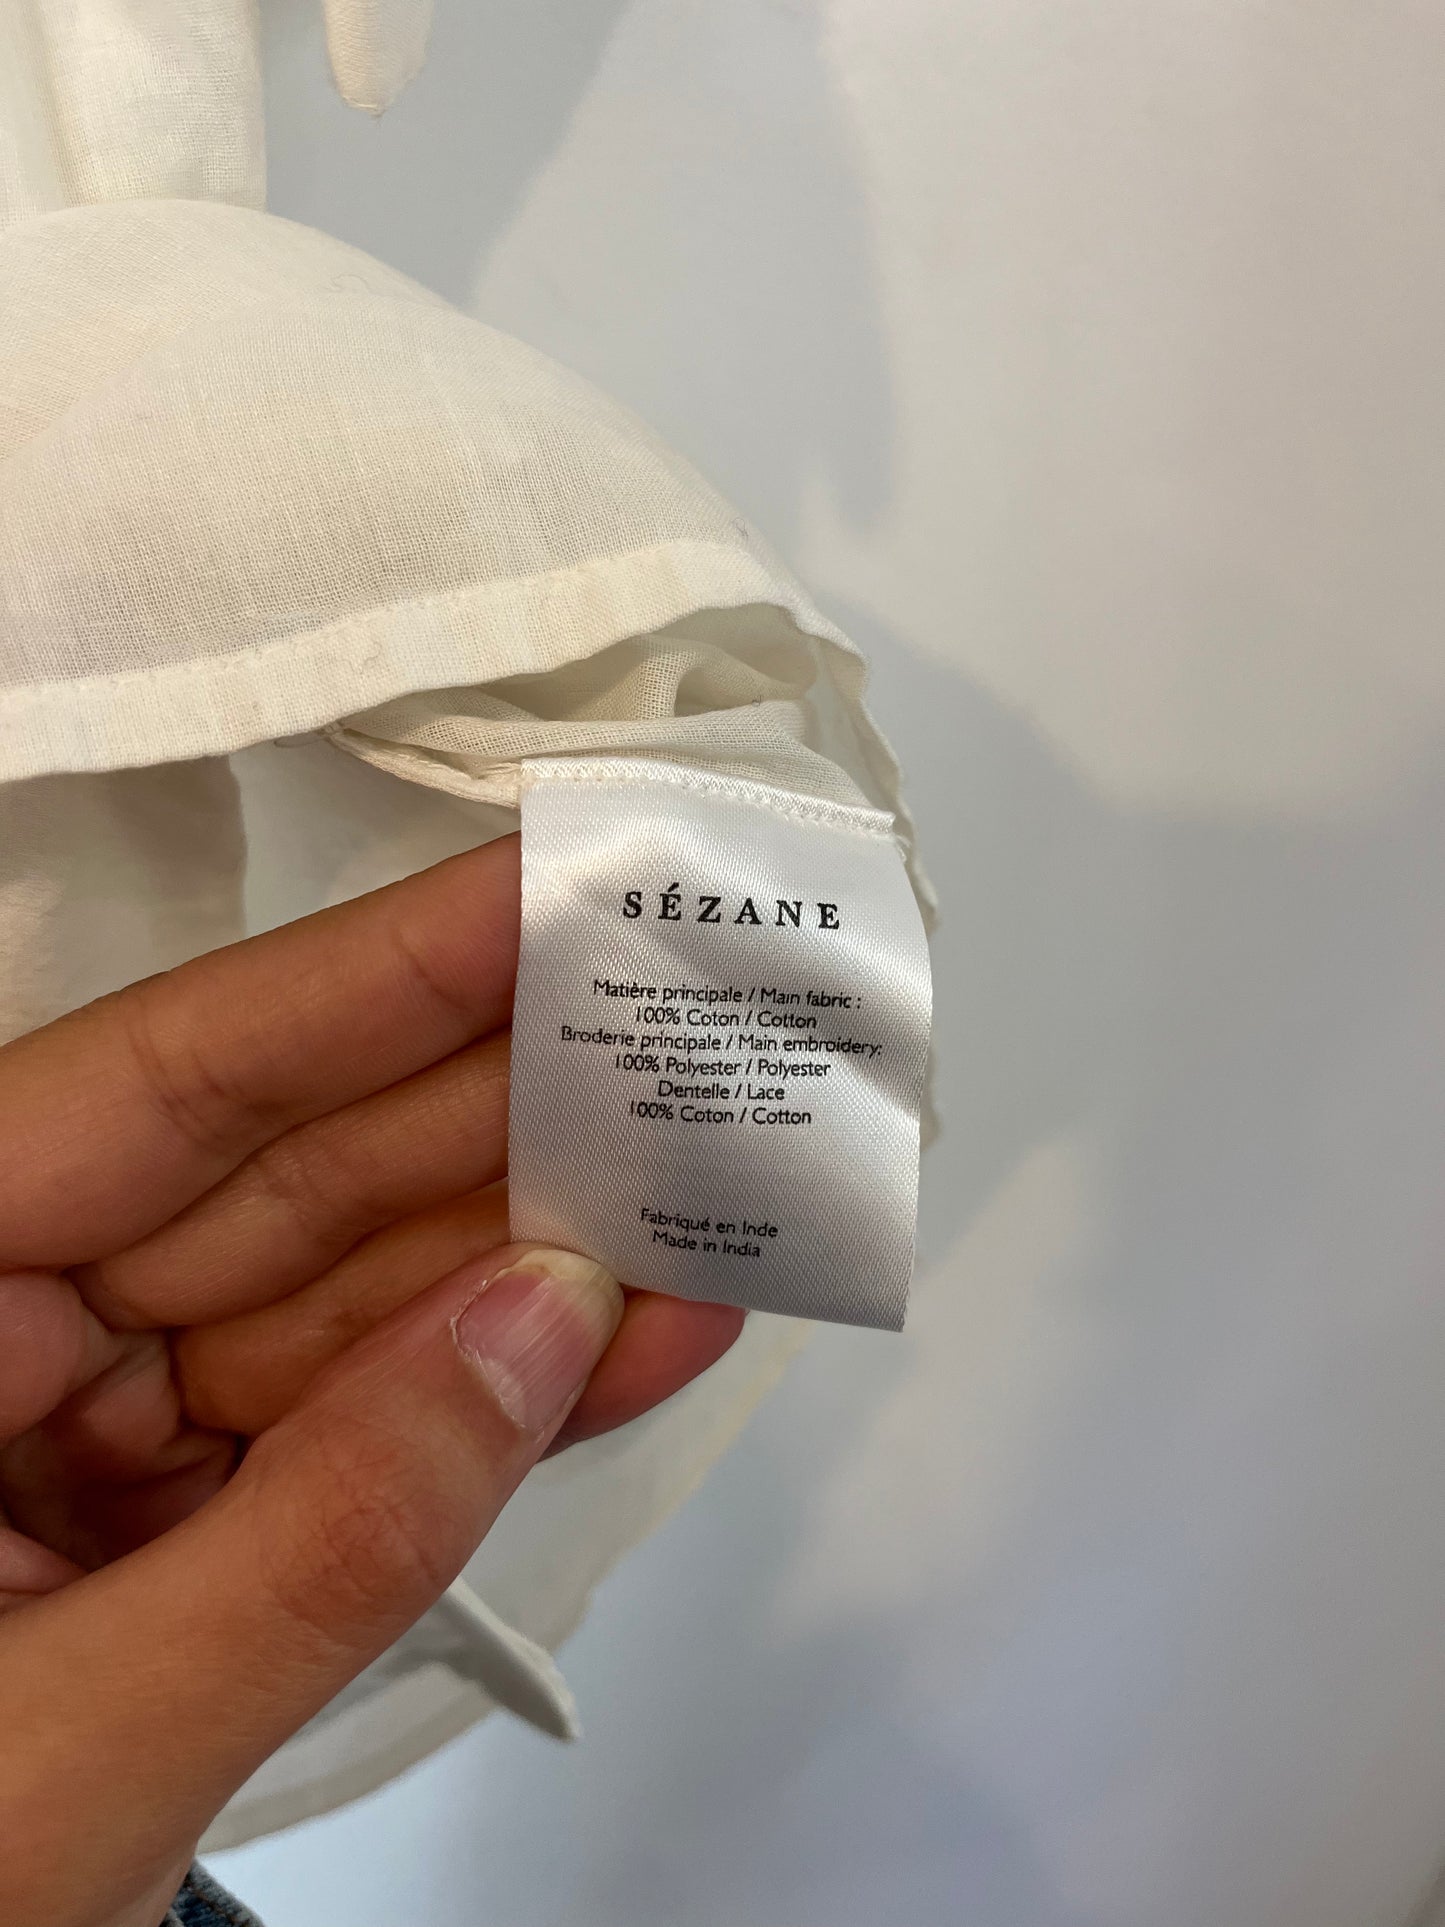 SÉZANE
Matière principale / Main fabric :
100% Coton / Cotton
Broderie principale / Main embroidery:
100% Polyester / Polyester
Dentelle / Lace
100% Coton / Cotton
Fabriqué en Inde
Made in India